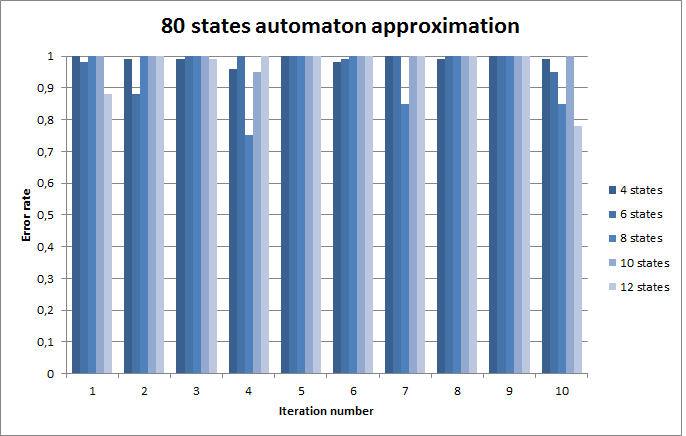 80 states automaton approximation
1
0,9
0,8
0,7
0,6
0,5
0,4
0,3
0,2
0,1
0
Error rate
1 2 3 4 5 6 7 8 9 10
Iteration number
4 states
6 states
8 states
10 states
12 states